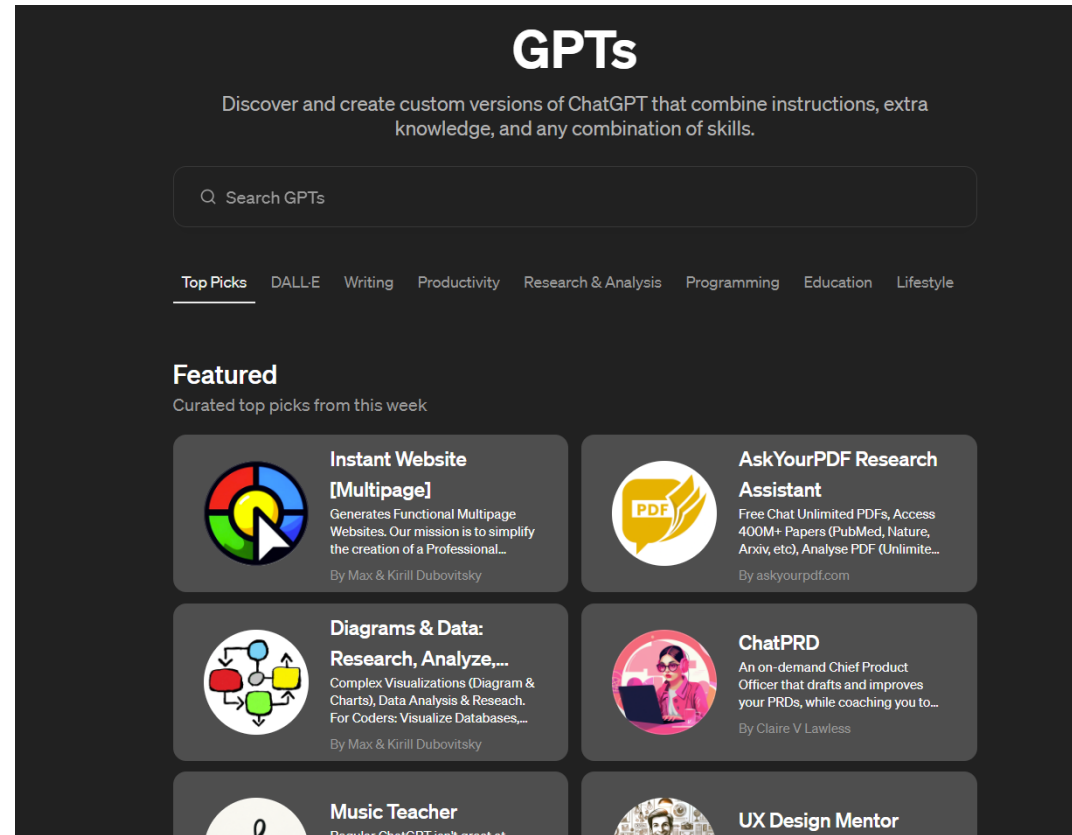 GPTs
Discover and create custom versions of ChatGPT that combine instructions, extra
knowledge, and any combination of skills.
Search GPTs
Top Picks DALL·E Writing Productivity Research & Analysis Programming Education Lifestyle
Featured
Curated top picks from this week
Instant Website
[Multipage]
Generates Functional Multipage
Websites. Our mission is to simplify
the creation of a Professional...
By Max & Kirill Dubovitsky
AskYourPDF Research
Assistant
Free Chat Unlimited PDFs, Access
400M+ Papers (PubMed, Nature,
Arxiv, etc), Analyse PDF (Unlimite...
By askyourpdf.com
PDF
Diagrams & Data:
Research, Analyze,...
Complex Visualizations (Diagram &
Charts), Data Analysis & Reseach.
For Coders: Visualize Databases,...
By Max & Kirill Dubovitsky
ChatPRD
An on-demand Chief Product
Officer that drafts and improves
your PRDs, while coaching you to...
By Claire V Lawless
Music Teacher
Regular ChatGPT isn't great at
UX Design Mentor